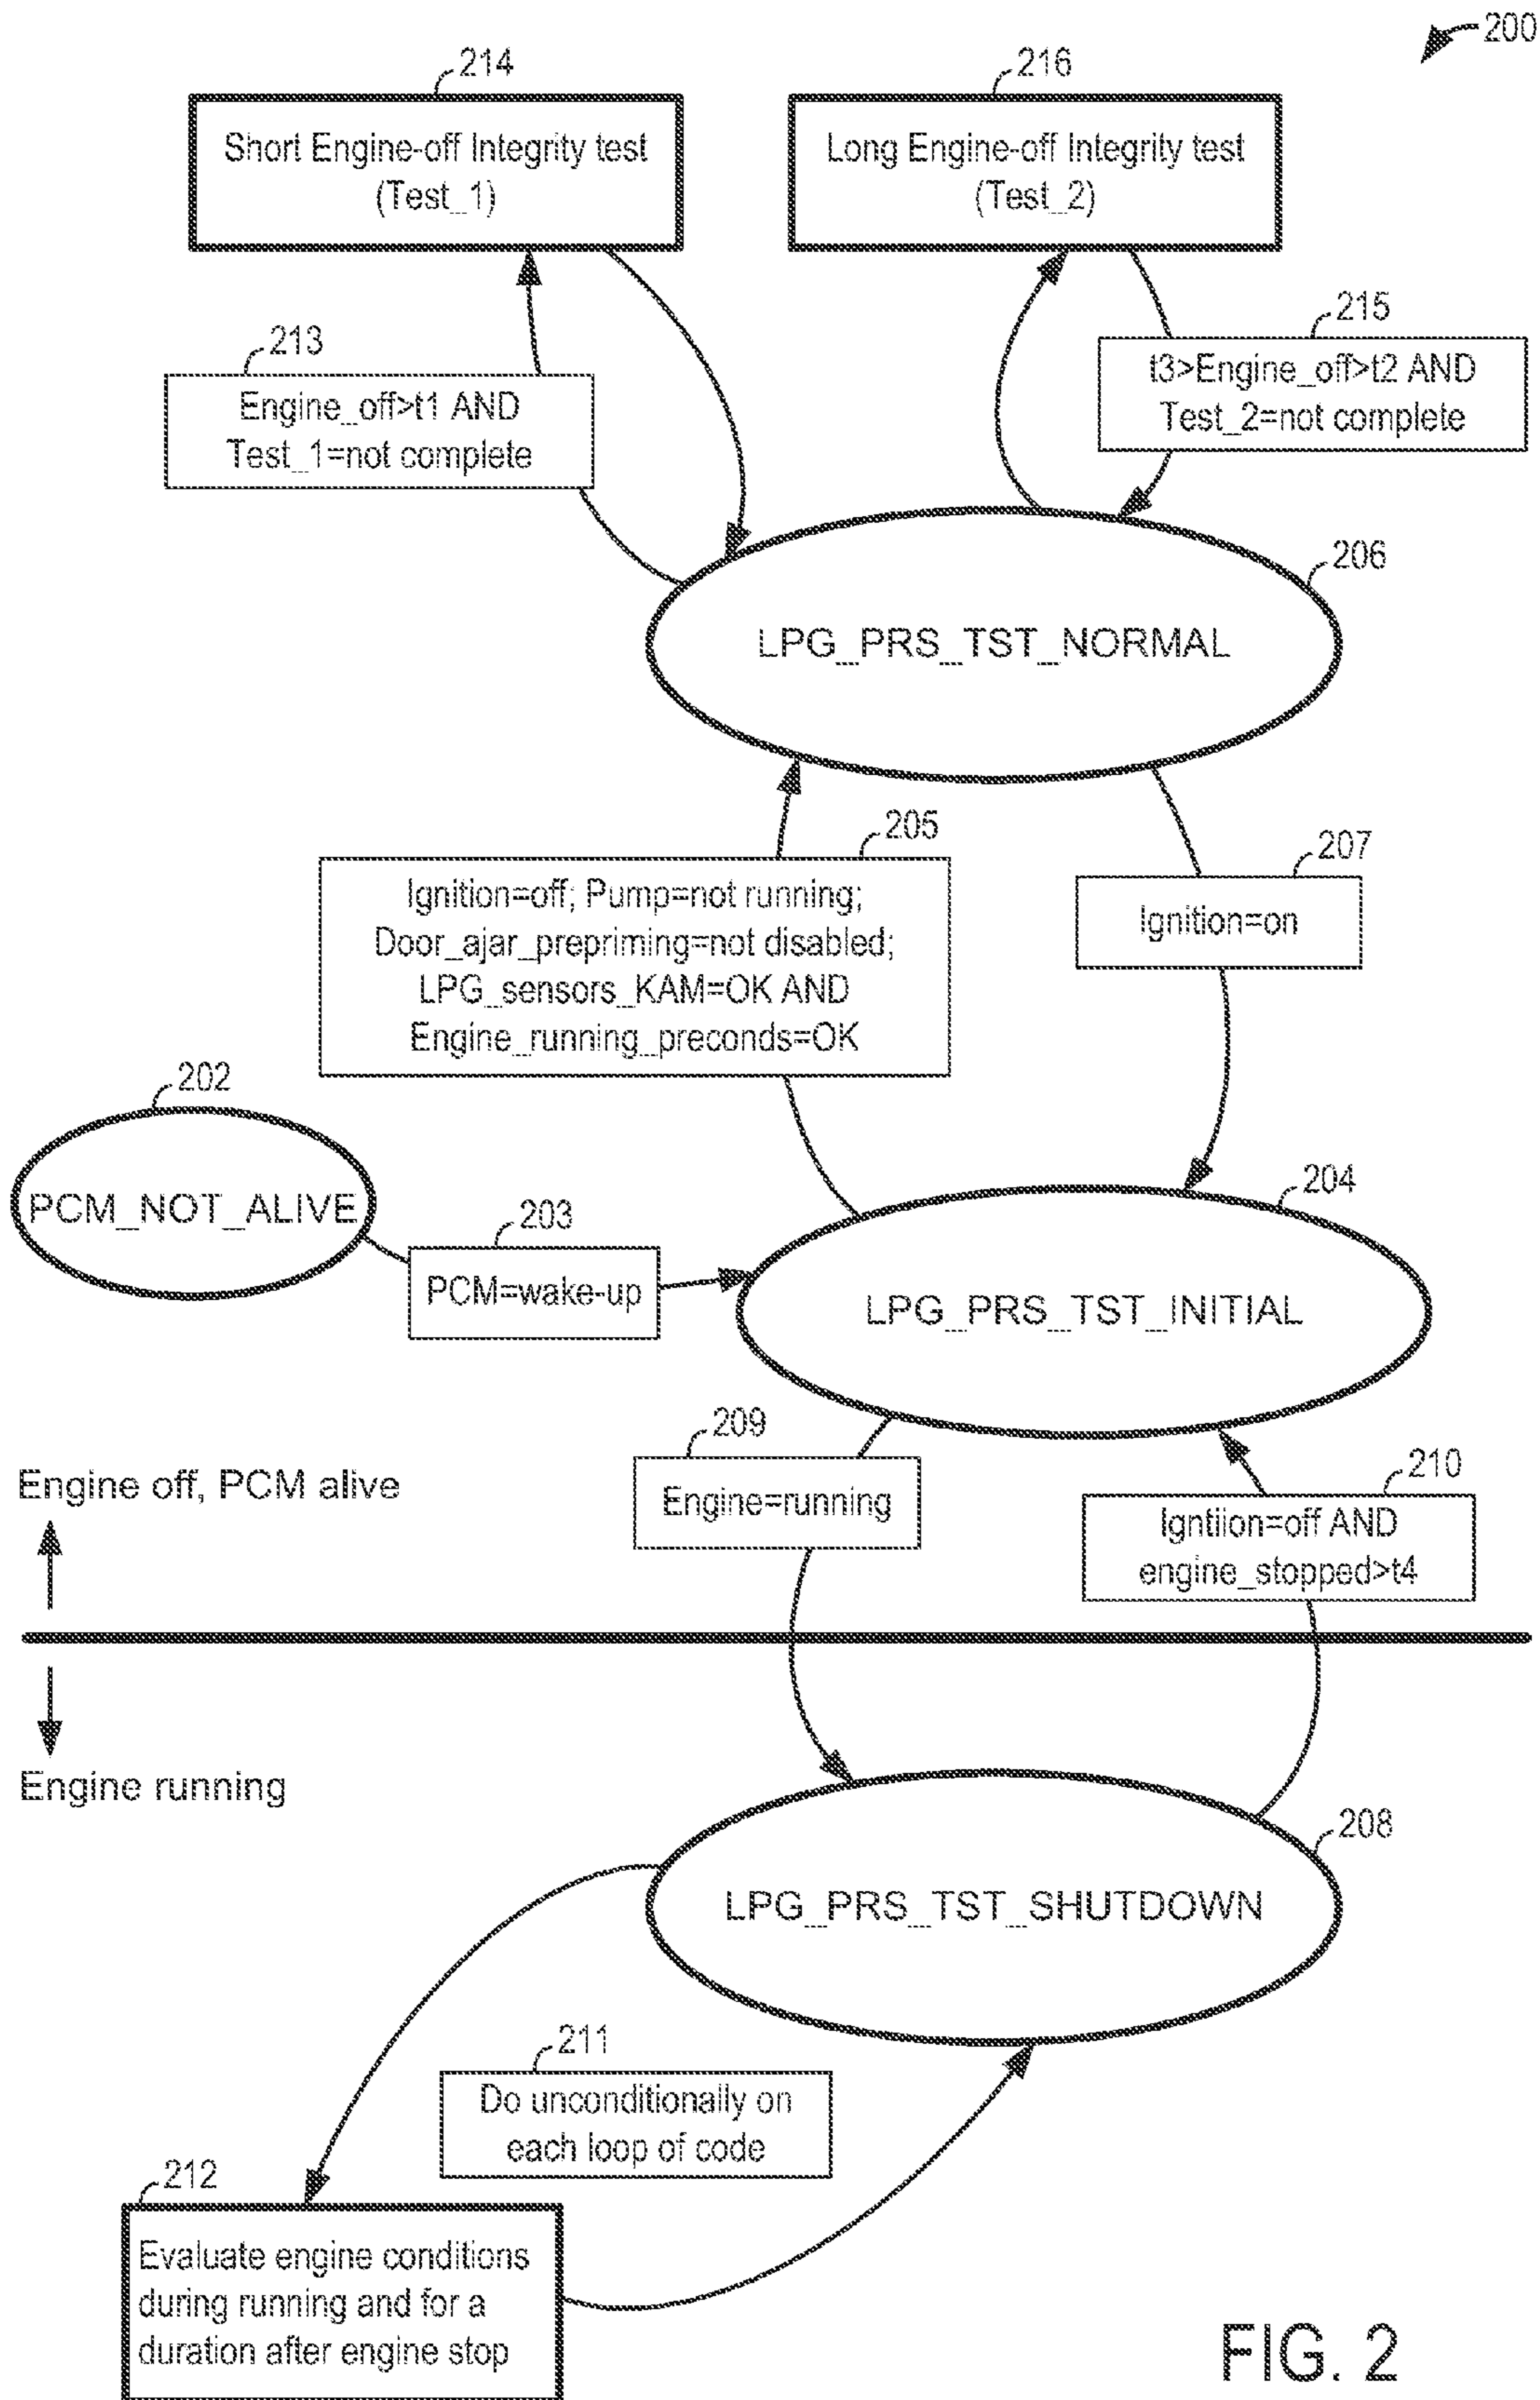 200
214
Short Engine-off Integrity test
(Test_1)
216
Long Engine-off Integrity test
(Test_2)
213
Engine_off>t1 AND
Test_1=not complete
215
t3>Engine_off>t2 AND
Test_2=not complete
206
LPG_PRS_TST_NORMAL
205
Ignition=off; Pump=not running;
Door_ajar_prepriming=not disabled;
LPG_sensors_KAM=OK AND
Engine_running_preconds=OK
207
Ignition=on
202
PCM_NOT_ALIVE
203
PCM=wake-up
204
LPG_PRS_TST_INITIAL
209
Engine=running
210
Igntiion=off AND
engine_stopped>t4
Engine off, PCM alive
Engine running
208
LPG_PRS_TST_SHUTDOWN
211
Do unconditionally on
each loop of code
212
Evaluate engine conditions
during running and for a
duration after engine stop
FIG. 2